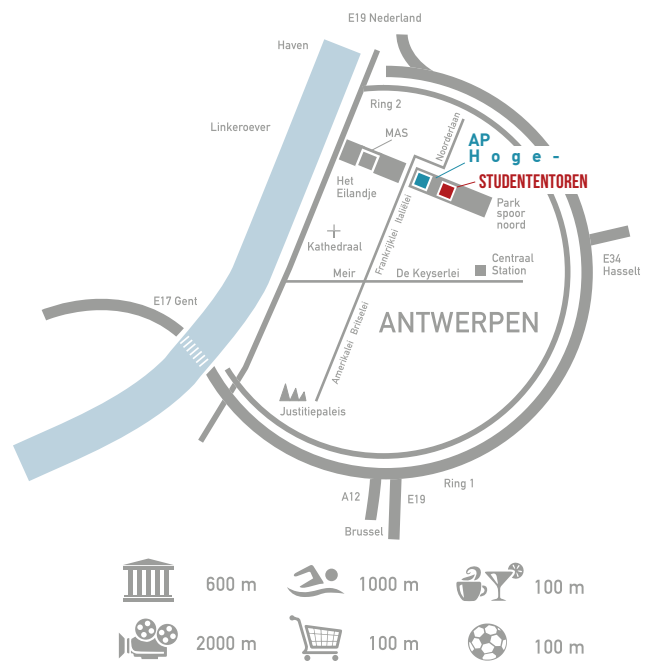 E19 Nederland
Haven
Ring 2
Linkeroever
MAS
Noorderlaan
AP
Hoge-
STUDENTENTOREN
Het
Eilandje
Park
spoor
noord
Italiëlei
Kathedraal
Frankrijklei
Centraal
Station
E34
Hasselt
Meir
De Keyserlei
E17 Gent
ANTWERPEN
Britselei
Amerikalei
Justitiepaleis
Ring 1
A12
E19
Brussel
600 m
1000 m
100 m
2000 m
100 m
100 m